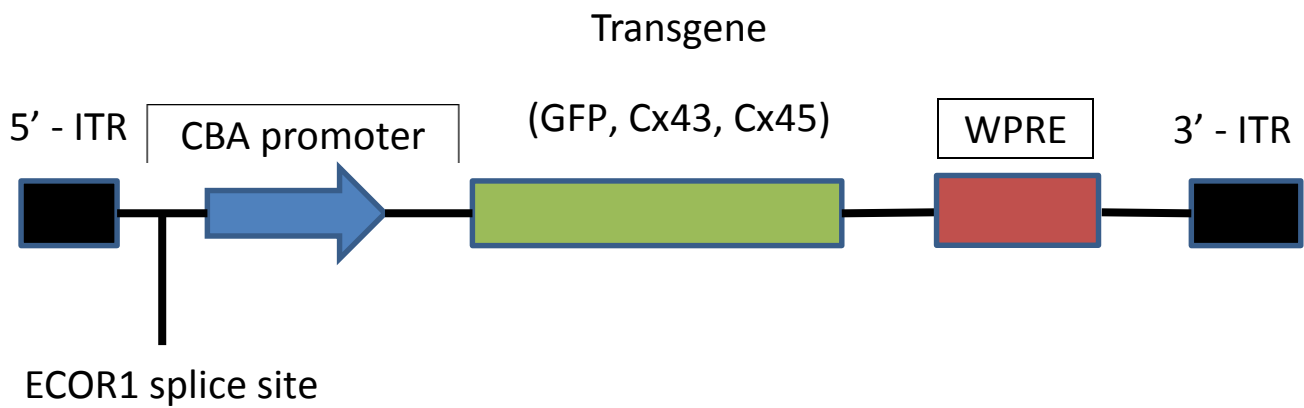 Transgene
(GFP, Cx43, Cx45)
5' - ITR
CBA promoter
WPRE
3' - ITR
ECOR1 splice site